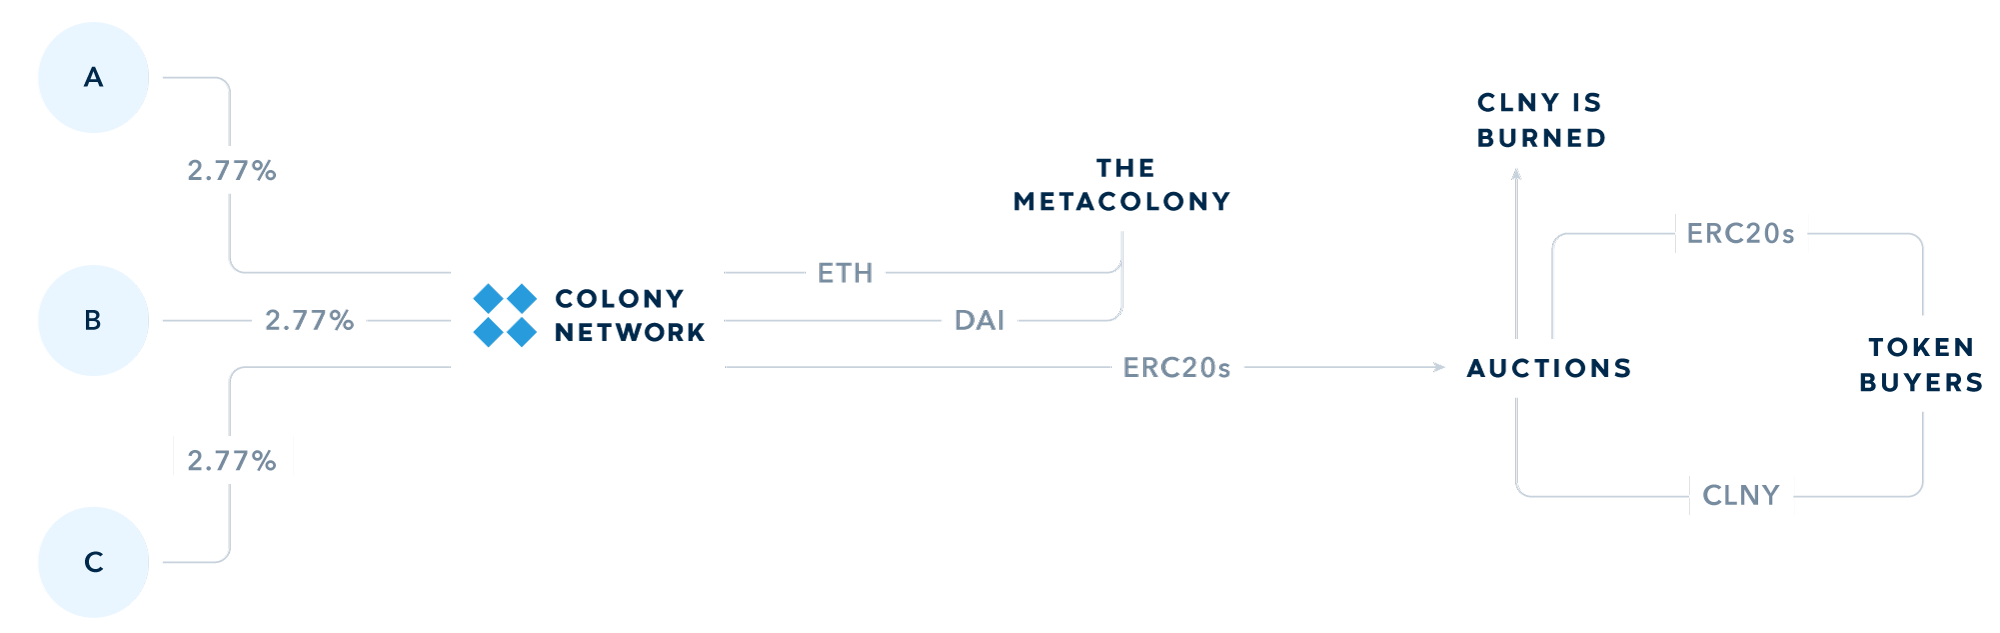 A
2.77%
B
2.77%
2.77%
C
COLONY
NETWORK
ETH
DAI
ERC20s
THE
METACOLONY
CLNY IS
BURNED
AUCTIONS
ERC20s
TOKEN
BUYERS
CLNY